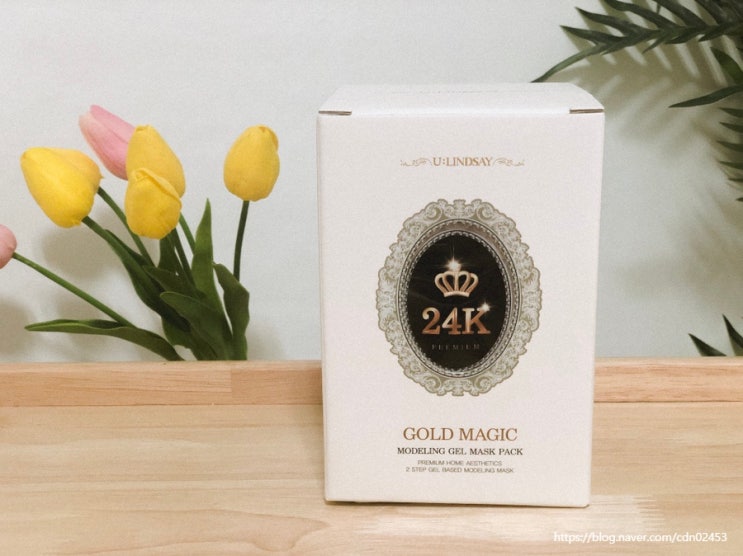 U:LINDSAY
24K
PREMIEM
GOLD MAGIC
MODELING GEL MASK PACK
PREMIUM HOME AESTHETICS
2 STEP GEL BASED MODELING MASK
https://blog.naver.com/cdn02453